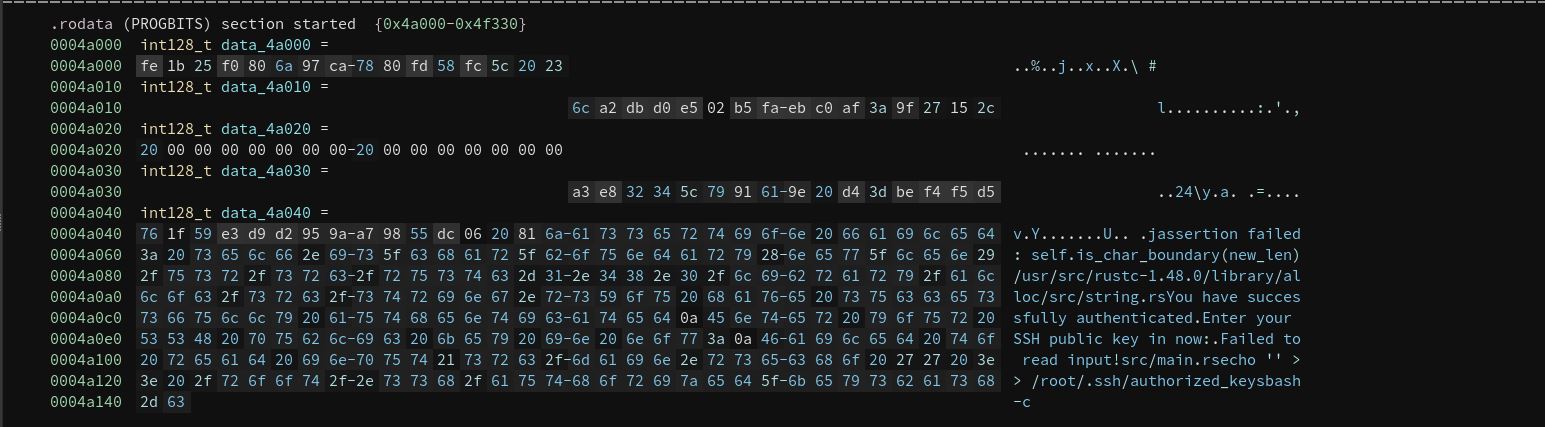 .rodata (PROGBITS) section started  {0x4a000-0x4f330}
0004a000  int128_t data_4a000 =
0004a000  fe 1b 25 f0 80 6a 97 ca-78 80 fd 58 fc 5c 20 23  ..%..j..x..X.\ #
0004a010  int128_t data_4a010 =
0004a010  6c a2 db d0 e5 02 b5 fa-eb c0 af 3a 9f 27 15 2c  l..........:.'.,
0004a020  int128_t data_4a020 =
0004a020  20 00 00 00 00 00 00 00-20 00 00 00 00 00 00 00  ....... .......
0004a030  int128_t data_4a030 =
0004a030  a3 e8 32 34 5c 79 91 61-9e 20 d4 3d be f4 f5 d5  ..24\y.a. .=....
0004a040  int128_t data_4a040 =
0004a040  76 1f 59 e3 d9 d2 95 9a-a7 98 55 dc 06 20 81 6a-61 73 73 65 72 74 69 6f-6e 20 66 61 69 6c 65 64  v.Y.......U.. .jassertion failed
0004a060  3a 20 73 65 6c 66 2e 69-73 5f 63 68 61 72 5f 62-6f 75 6e 64 61 72 79 28-6e 65 77 5f 6c 65 6e 29  : self.is_char_boundary(new_len)
0004a080  2f 75 73 72 2f 73 72 63-2f 72 75 73 74 63 2d 31-2e 34 38 2e 30 2f 6c 69-62 72 61 72 79 2f 61 6c  /usr/src/rustc-1.48.0/library/al
0004a0a0  6c 6f 63 2f 73 72 63 2f-73 74 72 69 6e 67 2e 72-73 59 6f 75 20 68 61 76-65 20 73 75 63 63 65 73  loc/src/string.rsYou have succes
0004a0c0  73 66 75 6c 6c 79 20 61-75 74 68 65 6e 74 69 63-61 74 65 64 0a 45 6e 74-65 72 20 79 6f 75 72 20  sfully authenticated.Enter your
0004a0e0  53 53 48 20 70 75 62 6c-69 63 20 6b 65 79 20 69-6e 20 6e 6f 77 3a 0a 46-61 69 6c 65 64 20 74 6f  SSH public key in now:.Failed to
0004a100  20 72 65 61 64 20 69 6e-70 75 74 21 73 72 63 2f-6d 61 69 6e 2e 72 73 65-63 68 6f 20 27 27 20 3e  read input!src/main.rsecho '' >
0004a120  3e 20 2f 72 6f 6f 74 2f-2e 73 73 68 2f 61 75 74-68 6f 72 69 7a 65 64 5f-6b 65 79 73 62 61 73 68  > /root/.ssh/authorized_keysbash
0004a140  2d 63  -c